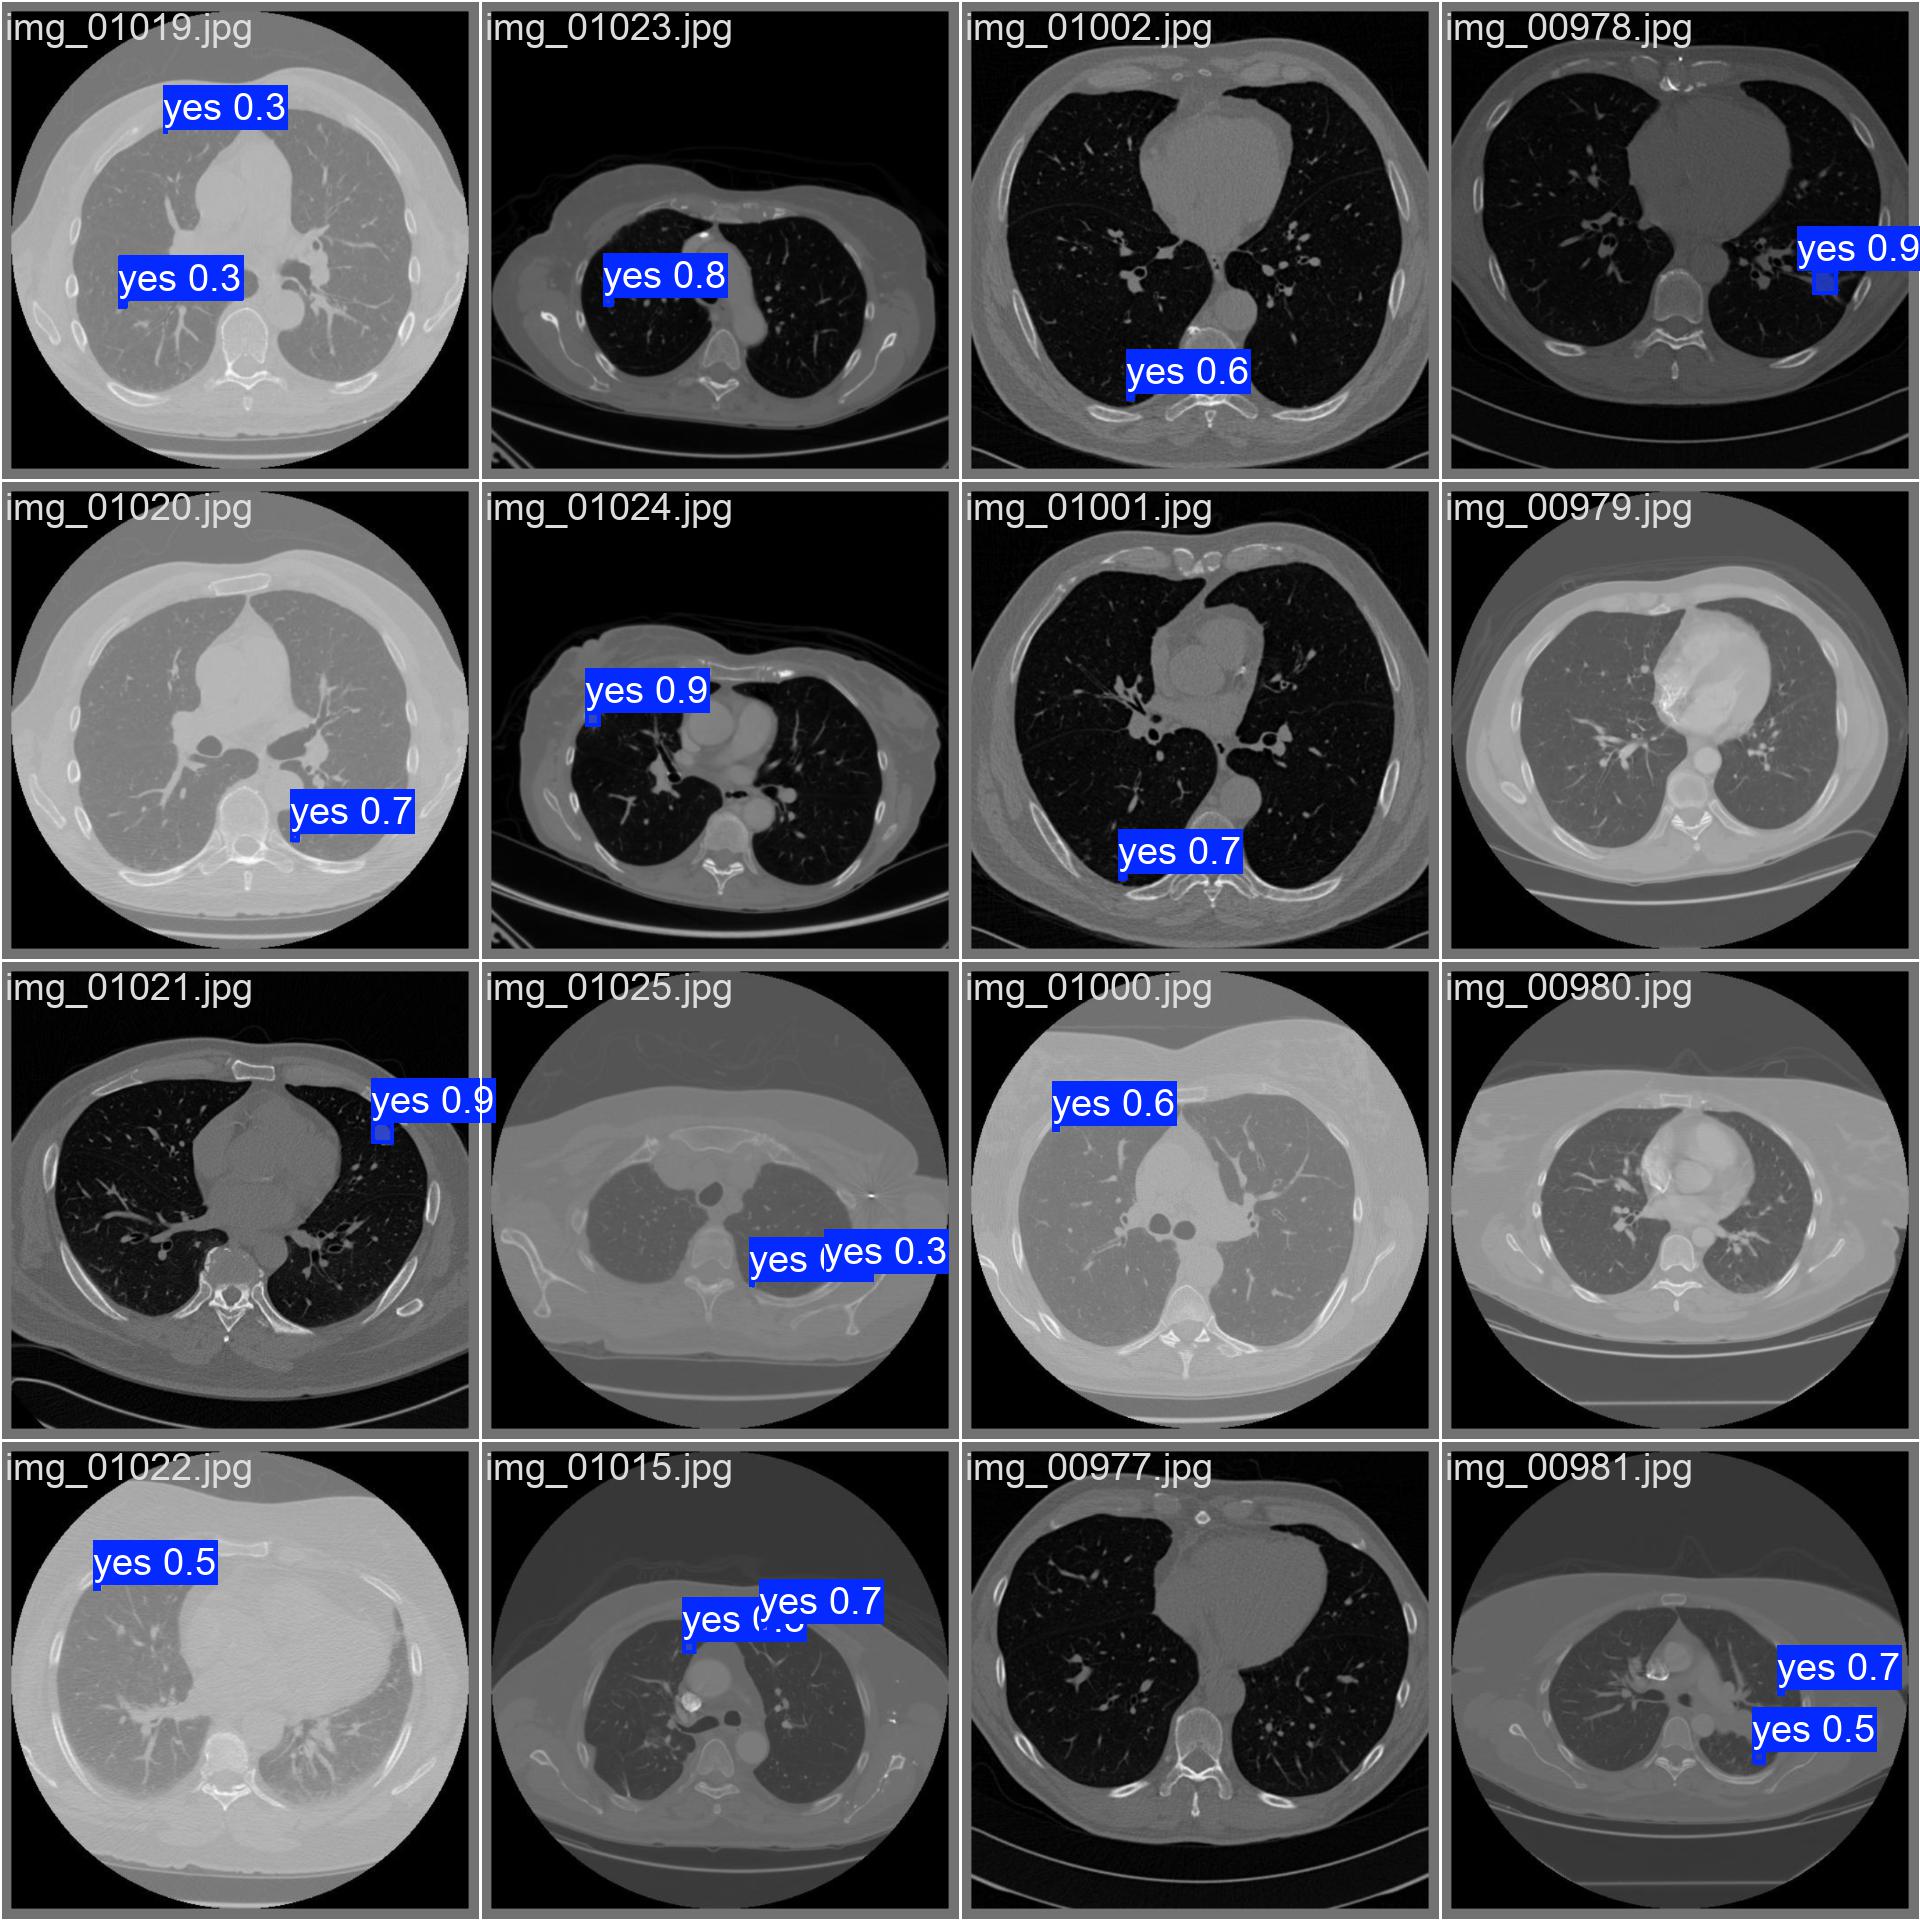 img_01019.jpg
yes 0.3
yes 0.3
img_01023.jpg
yes 0.8
img_01002.jpg
yes 0.6
img_00978.jpg
yes 0.9
img_01020.jpg
yes 0.7
img_01024.jpg
yes 0.9
img_01001.jpg
yes 0.7
img_00979.jpg
img_01021.jpg
yes 0.9
img_01025.jpg
yes
yes 0.3
img_01000.jpg
yes 0.6
img_00980.jpg
img_01022.jpg
yes 0.5
img_01015.jpg
yes
yes 0.7
img_00977.jpg
img_00981.jpg
yes 0.7
yes 0.5